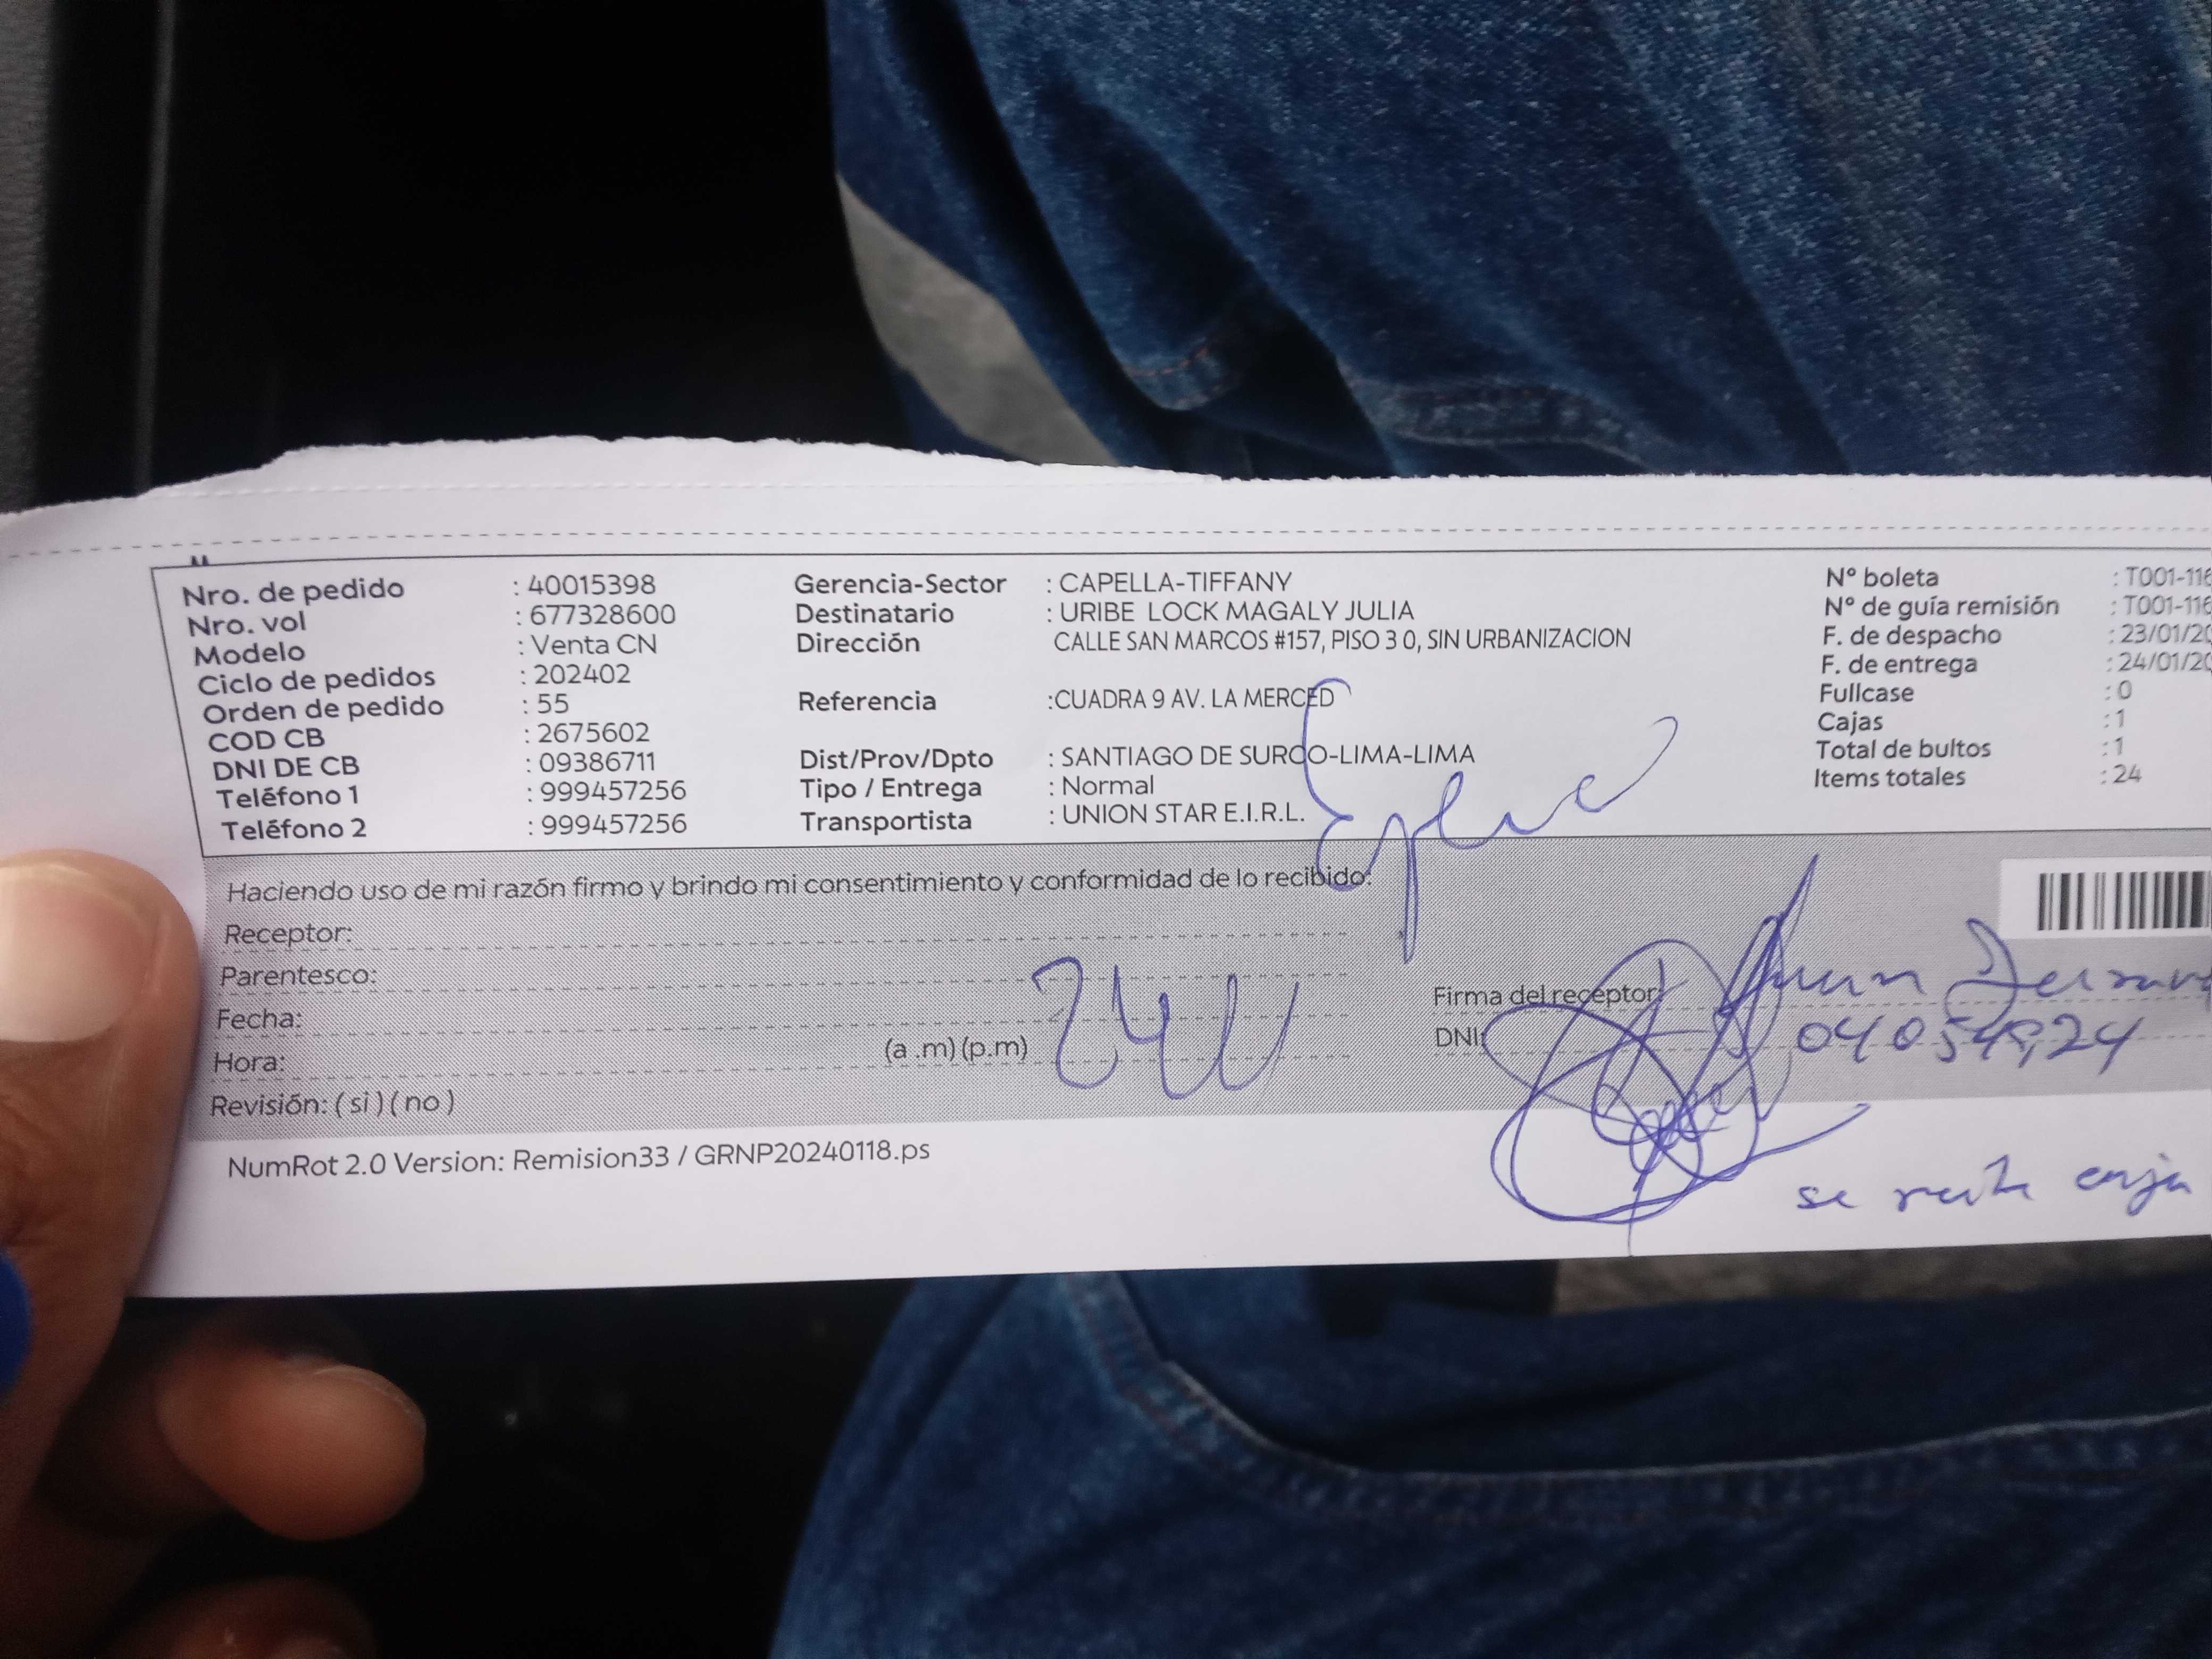 Nro. de pedido : 40015398
Nro. vol : 677328600
Modelo : Venta CN
Ciclo de pedidos : 202402
Orden de pedido : 55
COD CB : 2675602
DNI DE CB : 09386711
Teléfono 1 : 999457256
Teléfono 2 : 999457256
Gerencia-Sector : CAPELLA-TIFFANY
Destinatario : URIBE LOCK MAGALY JULIA
Dirección CALLE SAN MARCOS #157, PISO 3 0, SIN URBANIZACION
Referencia :CUADRA 9 AV. LA MERCED
Dist/Prov/Dpto : SANTIAGO DE SURCO-LIMA-LIMA
Tipo / Entrega : Normal
Transportista : UNION STAR E.I.R.L.
Nº boleta : T001-116
Nº de guía remisión : T001-116
F. de despacho : 23/01/20
F. de entrega : 24/01/20
Fullcase : 0
Cajas : 1
Total de bultos : 1
Items totales : 24
Haciendo uso de mi razón firmo y brindo mi consentimiento y conformidad de lo recibido:
Receptor:
Parentesco:
Fecha:
Hora: (a .m) (p.m)
Revisión: ( si ) ( no )
Firma del receptor:
DNI:
NumRot 2.0 Version: Remision33 / GRNP20240118.ps
se